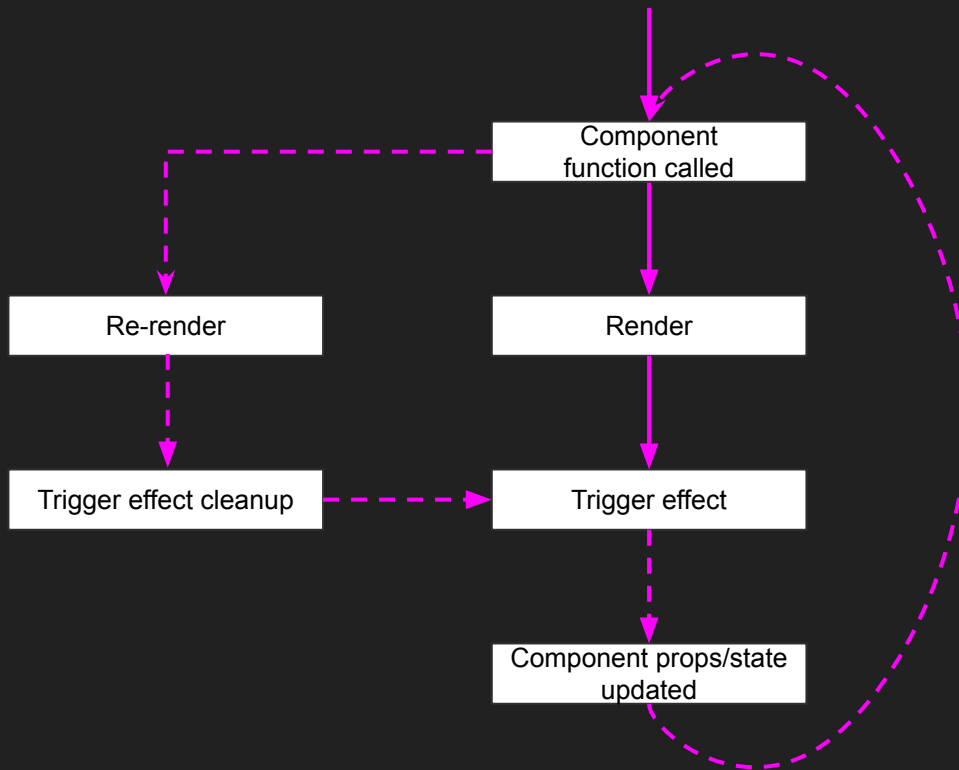 Component
function called
Re-render
Render
Trigger effect cleanup
Trigger effect
Component props/state
updated